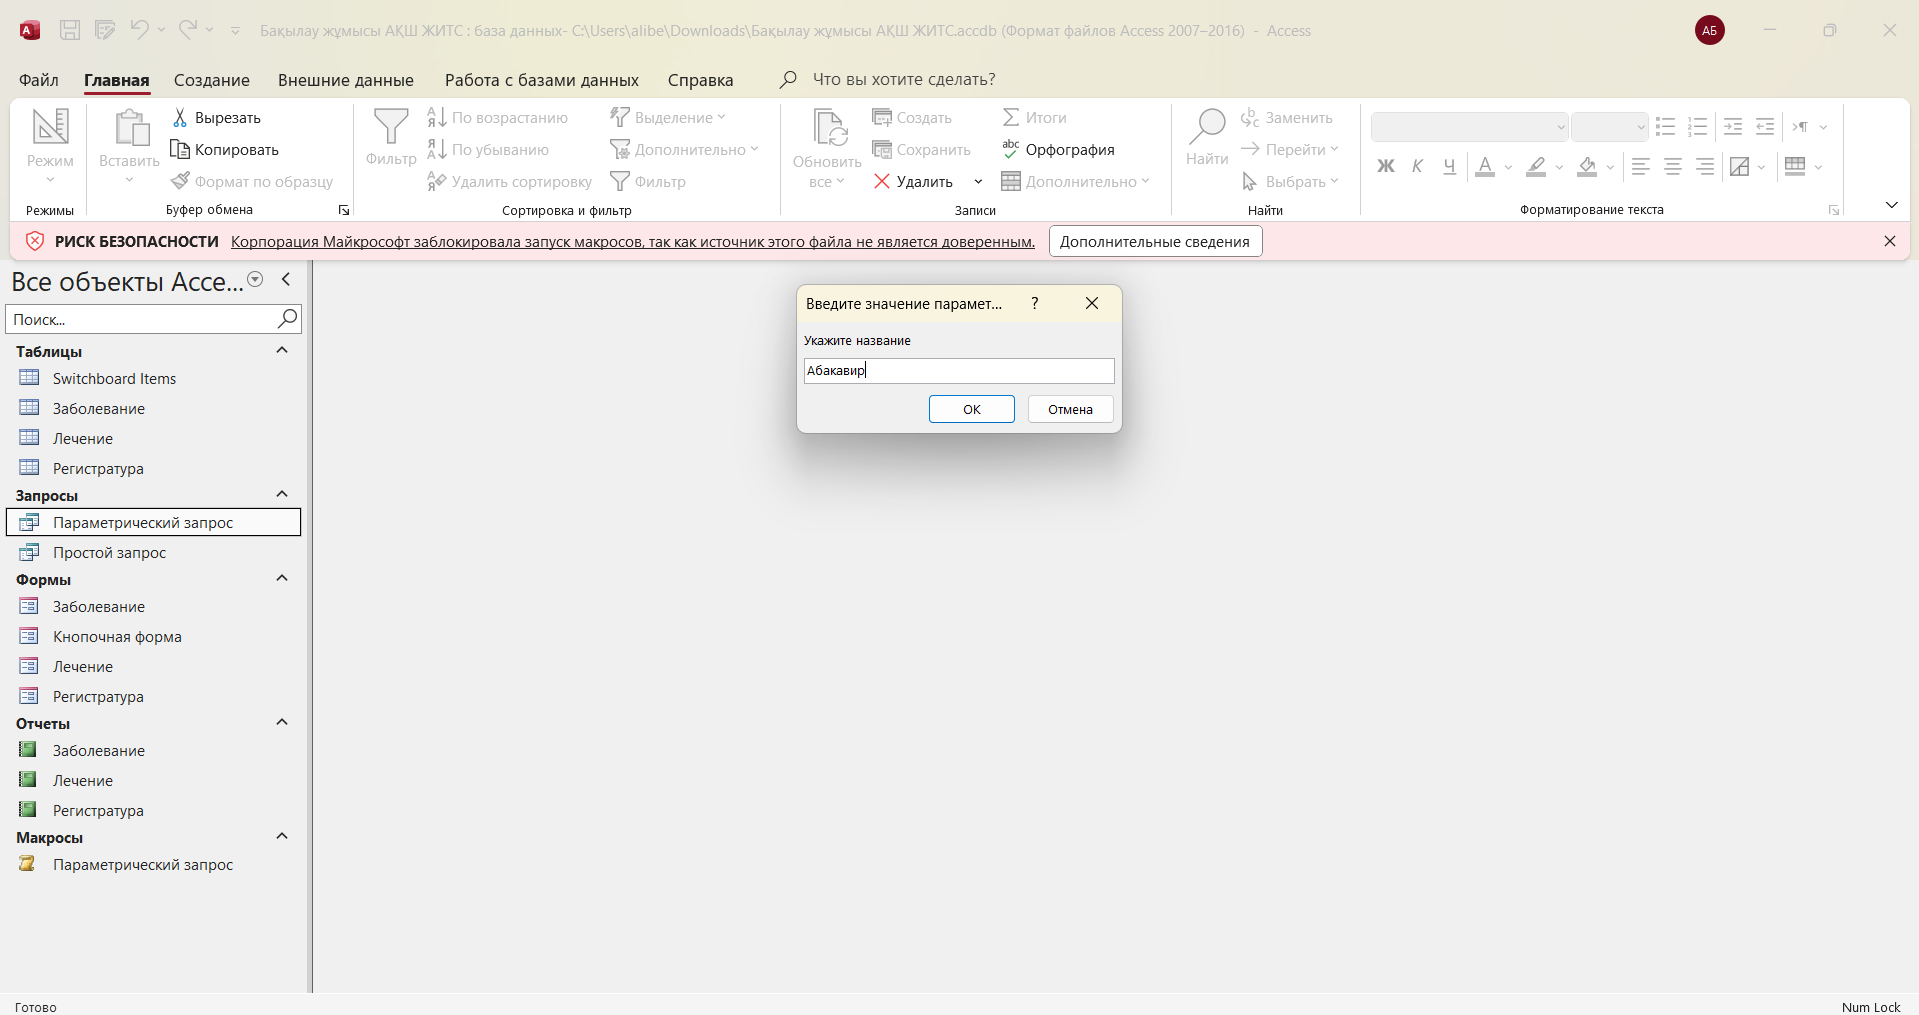 Бақылау жұмысы АҚШ ЖИТС : база данных- C:\Users\alibe\Downloads\Бақылау жұмысы АҚШ ЖИТС.accdb (Формат файлов Access 2007–2016) - Access
АБ
Файл Главная Создание Внешние данные Работа с базами данных Справка Что вы хотите сделать?
Режим
Режимы
Вставить
Вырезать
Копировать
Формат по образцу
Буфер обмена
Фильтр
По возрастанию
По убыванию
Удалить сортировку
Выделение
Дополнительно
Фильтр
Сортировка и фильтр
Обновить
все
Создать
Сохранить
Удалить
Итоги
Орфография
Дополнительно
Записи
Найти
Заменить
Перейти
Выбрать
Найти
Ж К Ч А
Форматирование текста
РИСК БЕЗОПАСНОСТИ Корпорация Майкрософт заблокировала запуск макросов, так как источник этого файла не является доверенным. Дополнительные сведения
Все объекты Acce...
Поиск...
Таблицы
Switchboard Items
Заболевание
Лечение
Регистратура
Запросы
Параметрический запрос
Простой запрос
Формы
Заболевание
Кнопочная форма
Лечение
Регистратура
Отчеты
Заболевание
Лечение
Регистратура
Макросы
Параметрический запрос
Введите значение парамет... ?
Укажите название
Абакавир
ОК Отмена
Готово
Num Lock